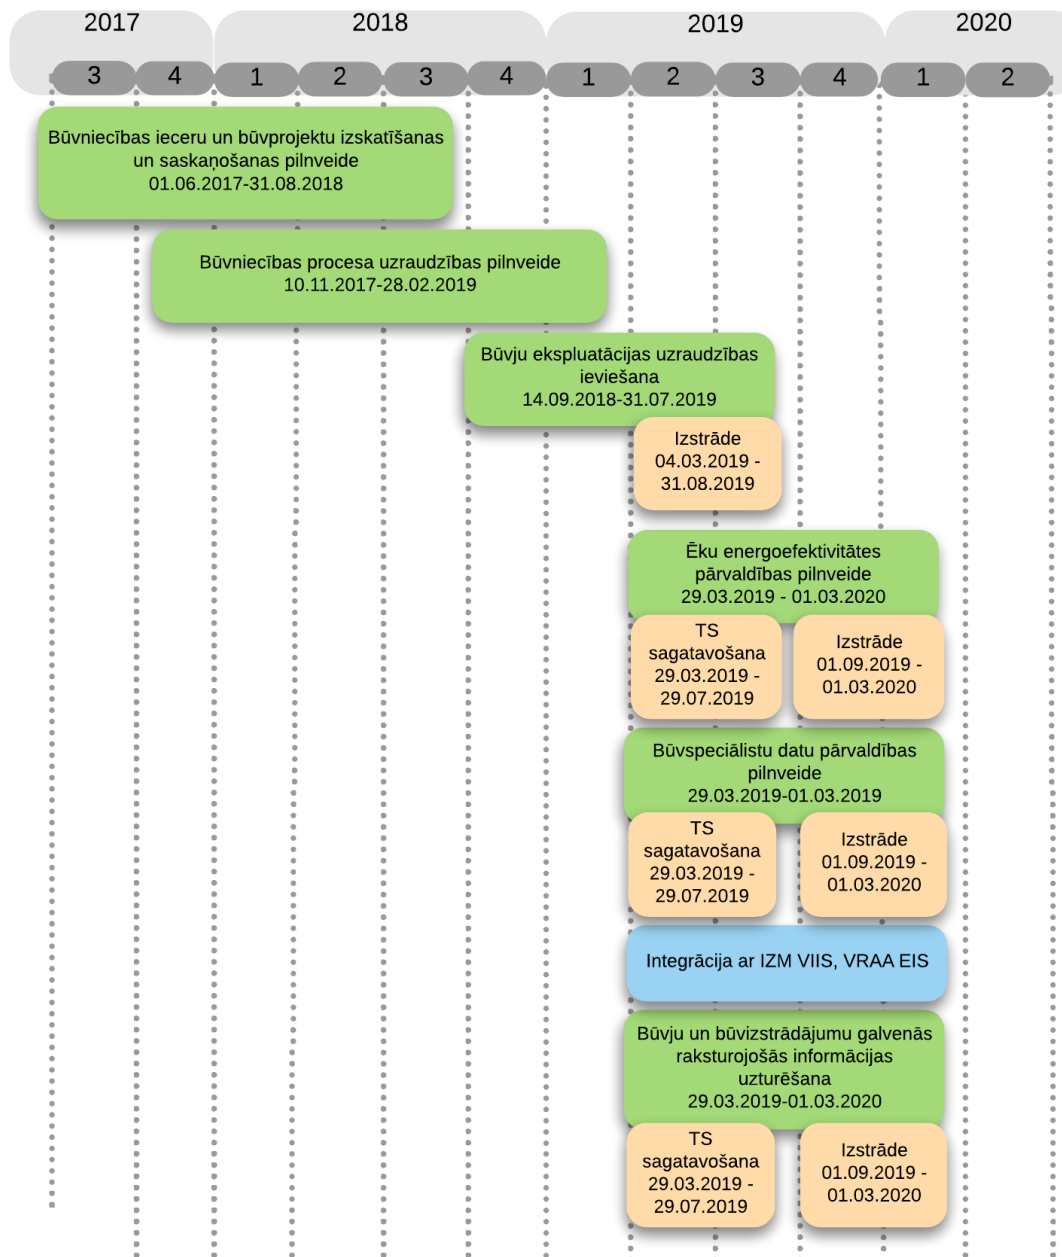 2017
2018
2019
2020
3
4
1
2
3
4
1
2
3
4
1
2
Būvniecības ieceru un būvprojektu izskatīšanas
un saskaņošanas pilnveide
01.06.2017-31.08.2018
Būvniecības procesa uzraudzības pilnveide
10.11.2017-28.02.2019
Būvju ekspluatācijas uzraudzības
ieviešana
14.09.2018-31.07.2019
Izstrāde
04.03.2019 -
31.08.2019
Ēku energoefektivitātes
pārvaldības pilnveide
29.03.2019 - 01.03.2020
TS
sagatavošana
29.03.2019 -
29.07.2019
Izstrāde
01.09.2019 -
01.03.2020
Būvspeciālistu datu pārvaldības
pilnveide
29.03.2019-01.03.2019
TS
sagatavošana
29.03.2019 -
29.07.2019
Izstrāde
01.09.2019 -
01.03.2020
Integrācija ar IZM VIIS, VRAA EIS
Būvju un būvizstrādājumu galvenās
raksturojošās informācijas
uzturēšana
29.03.2019-01.03.2020
TS
sagatavošana
29.03.2019 -
29.07.2019
Izstrāde
01.09.2019 -
01.03.2020